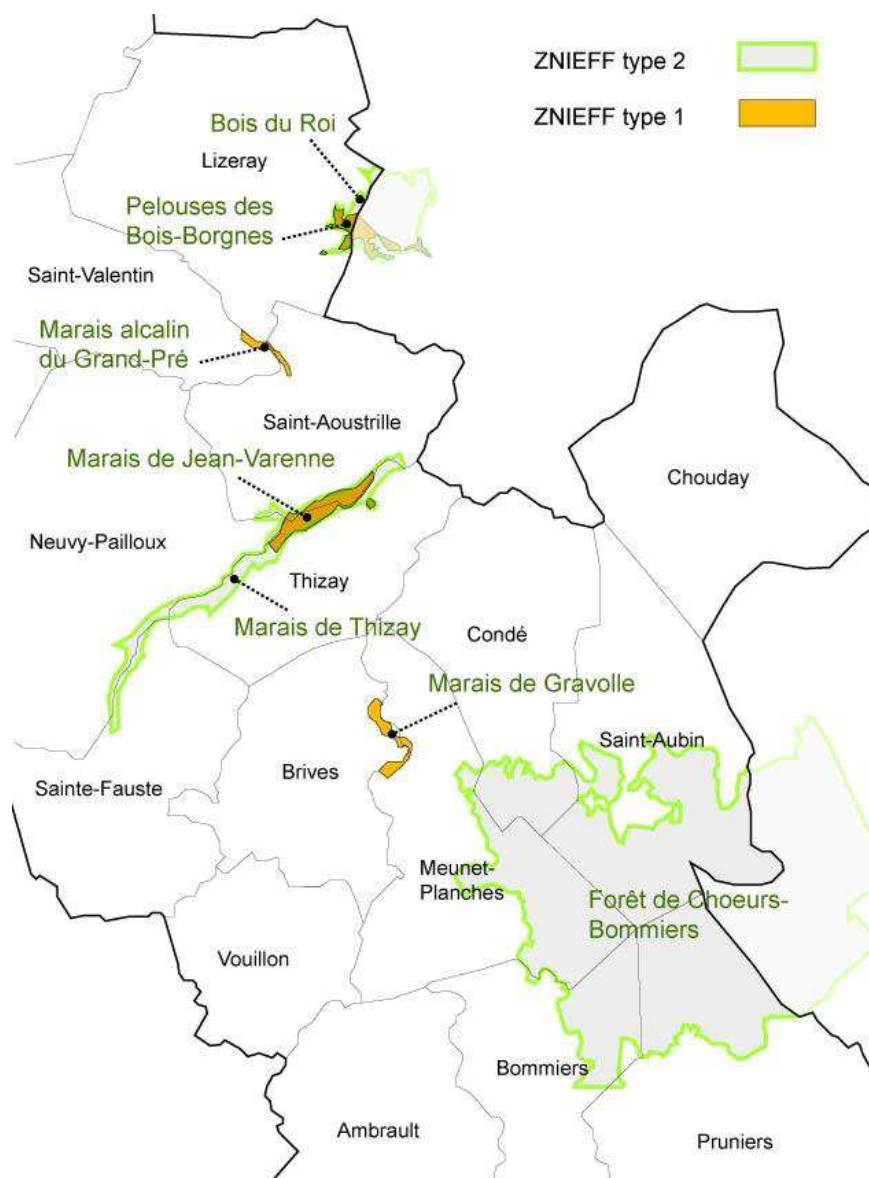 ZNIEFF type 2
ZNIEFF type 1
Bois du Roi
Lizeray
Pelouses des
Bois-Borgnes
Saint-Valentin
Marais alcalin
du Grand-Pré
Saint-Aoustrille
Marais de Jean-Varenne
Chouday
Neuvy-Pailloux
Thizay
Marais de Thizay
Condé
Marais de Gravolle
Saint-Aubin
Brives
Sainte-Fauste
Meunet-
Planches
Forêt de Choeurs-
Bommiers
Vouillon
Bommiers
Ambrault
Pruniers